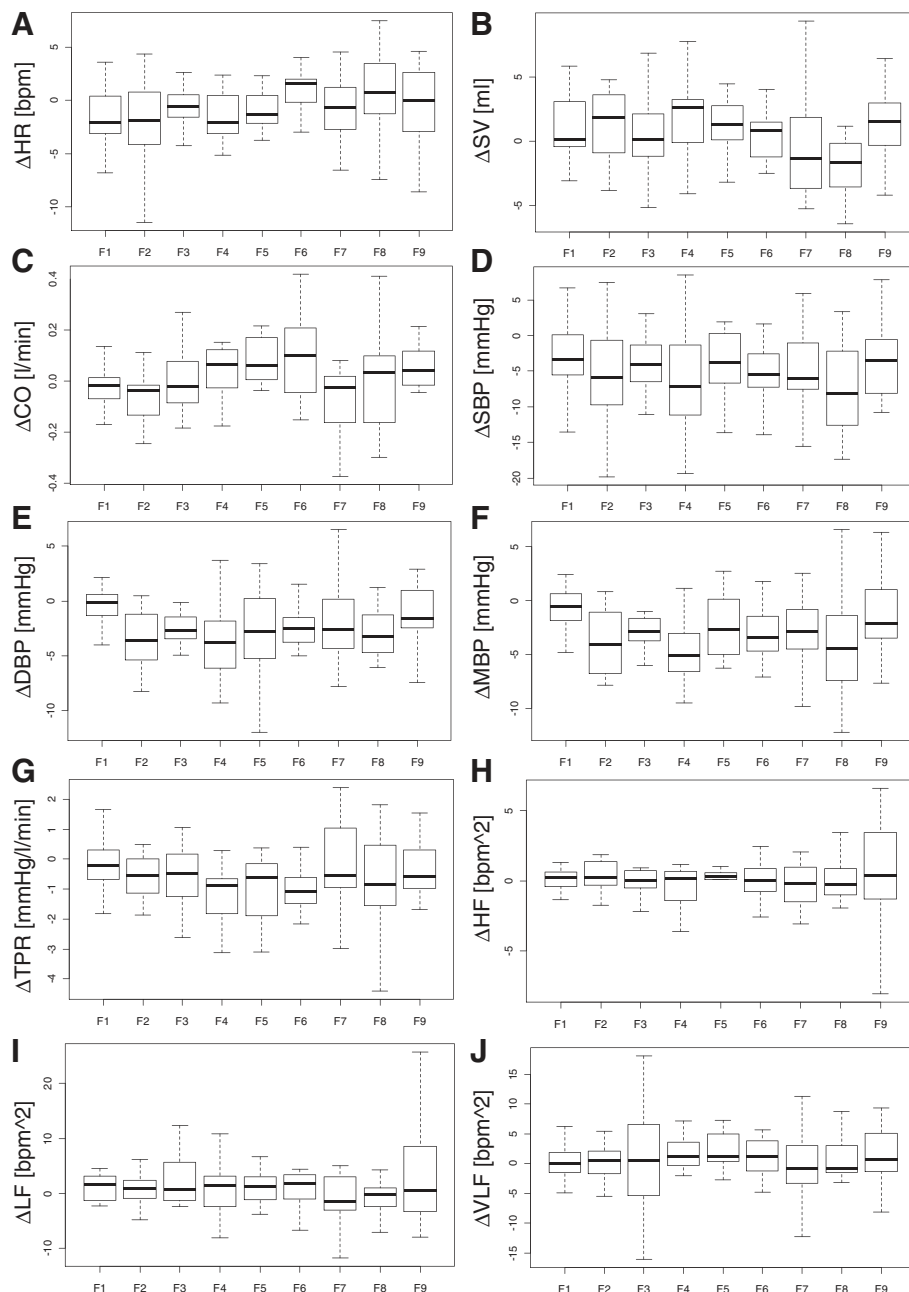 A
ΔHR [bpm]
5
0
-5
-10
F1 F2 F3 F4 F5 F6 F7 F8 F9
B
ΔSV [ml]
5
0
-5
F1 F2 F3 F4 F5 F6 F7 F8 F9
C
ΔCO [l/min]
0.4
0.2
0.0
-0.2
-0.4
F1 F2 F3 F4 F5 F6 F7 F8 F9
D
ΔSBP [mmHg]
5
0
-5
-10
-15
-20
F1 F2 F3 F4 F5 F6 F7 F8 F9
E
ΔDBP [mmHg]
5
0
-5
-10
F1 F2 F3 F4 F5 F6 F7 F8 F9
F
ΔMBP [mmHg]
5
0
-5
-10
F1 F2 F3 F4 F5 F6 F7 F8 F9
G
ΔTPR [mmHg/l/min]
2
1
0
-1
-2
-3
-4
F1 F2 F3 F4 F5 F6 F7 F8 F9
H
ΔHF [bpm^2]
5
0
-5
F1 F2 F3 F4 F5 F6 F7 F8 F9
I
ΔLF [bpm^2]
20
10
0
-10
F1 F2 F3 F4 F5 F6 F7 F8 F9
J
ΔVLF [bpm^2]
15
10
5
0
-5
-10
-15
F1 F2 F3 F4 F5 F6 F7 F8 F9